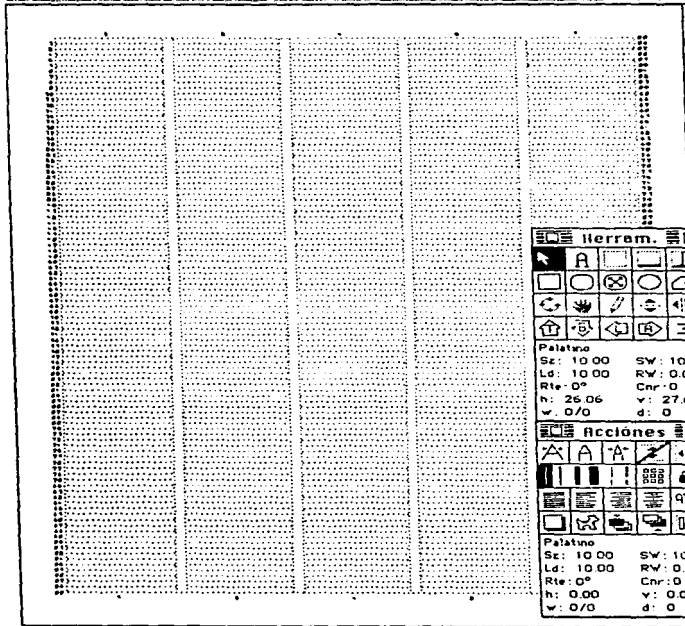 Herram.
A
Palatino
Sz: 10.00 SW: 10
Ld: 10.00 RW: 0.0
Rte: 0° Cnr: 0
h: 26.06 v: 27.
w: 0/0 d: 0
Acciones
A A A
Palatino
Sz: 10.00 SW: 10
Ld: 10.00 RW: 0.
Rte: 0° Cnr: 0
h: 0.00 v: 0.0
w: 0/0 d: 0